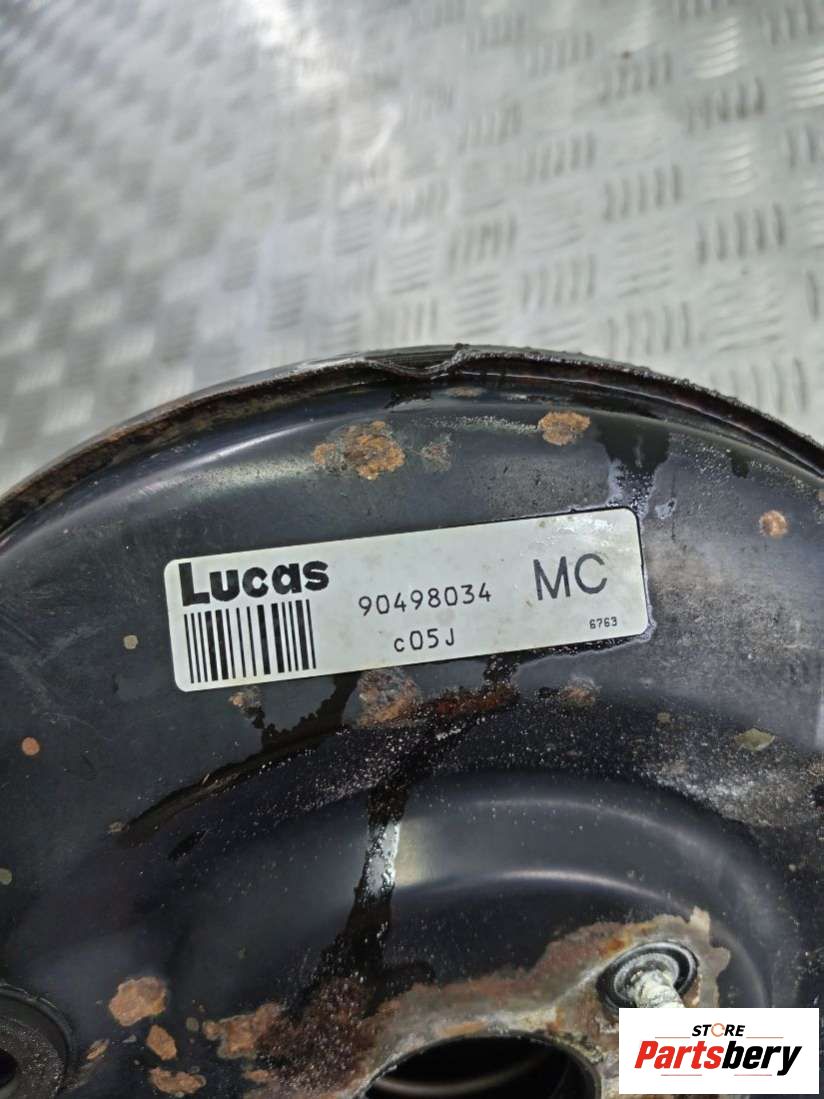 Lucas
90498034
MC
c05J
6763
STORE
Partsbery